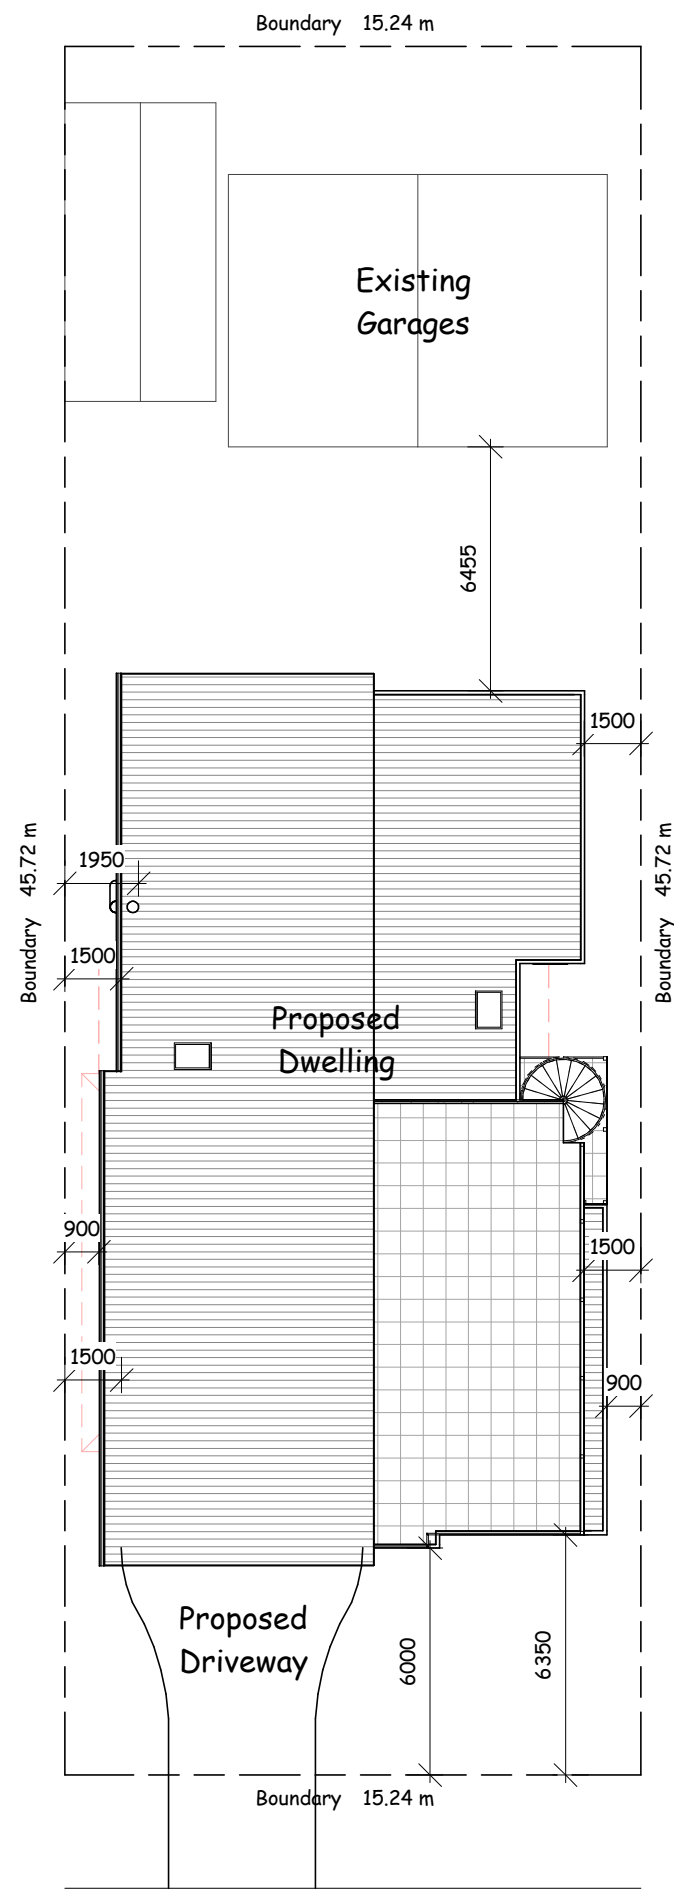 Boundary 15.24 m
Existing
Garages
6455
1500
Boundary 45.72 m
Boundary 45.72 m
1950
1500
Proposed
Dwelling
900
1500
1500
900
Proposed
Driveway
6000
6350
Boundary 15.24 m